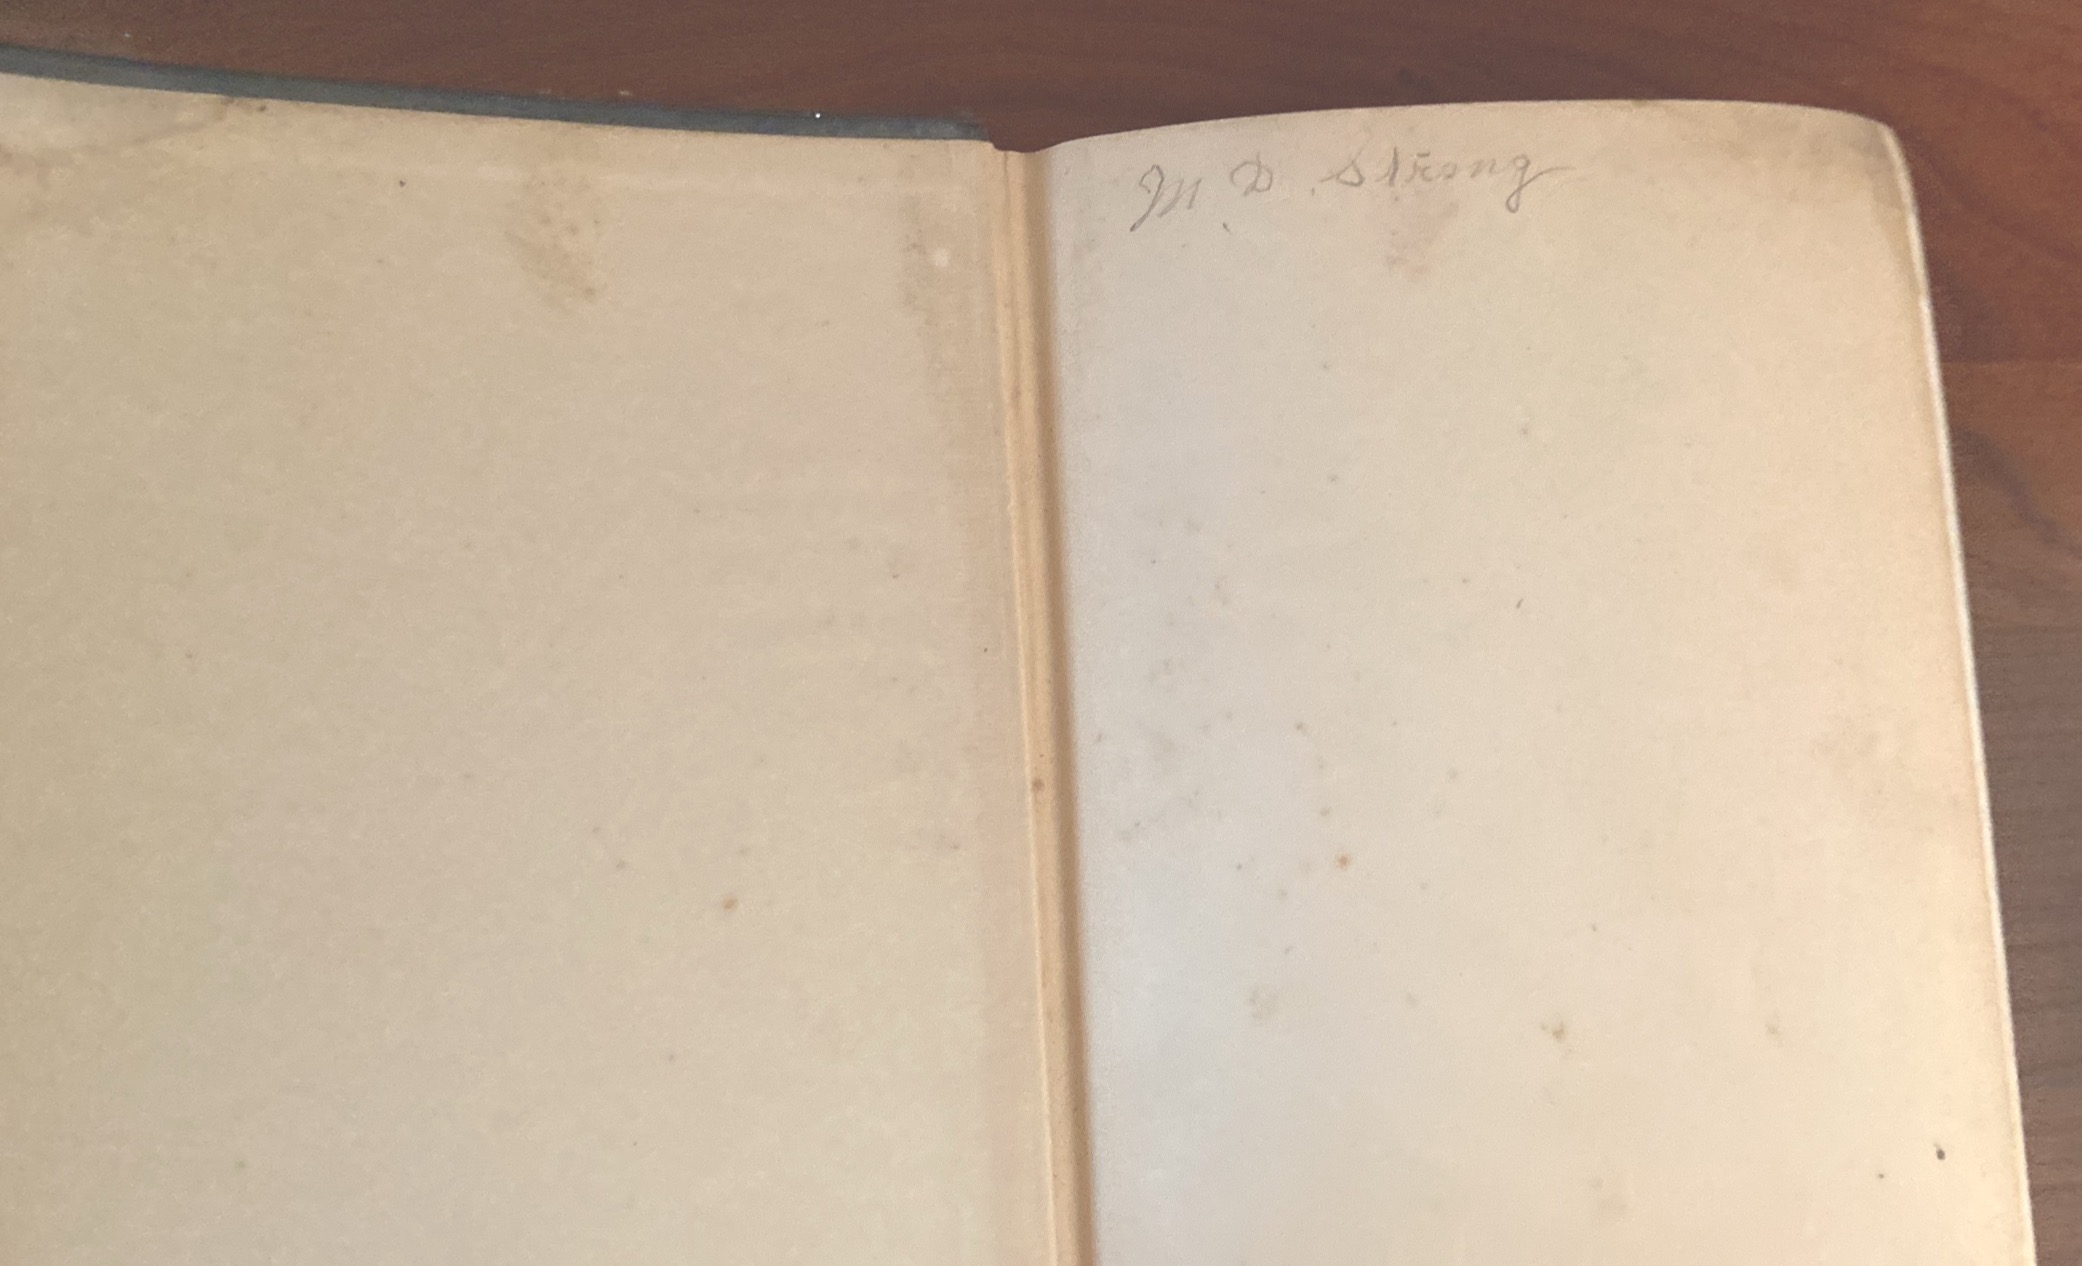 M. D. Strong